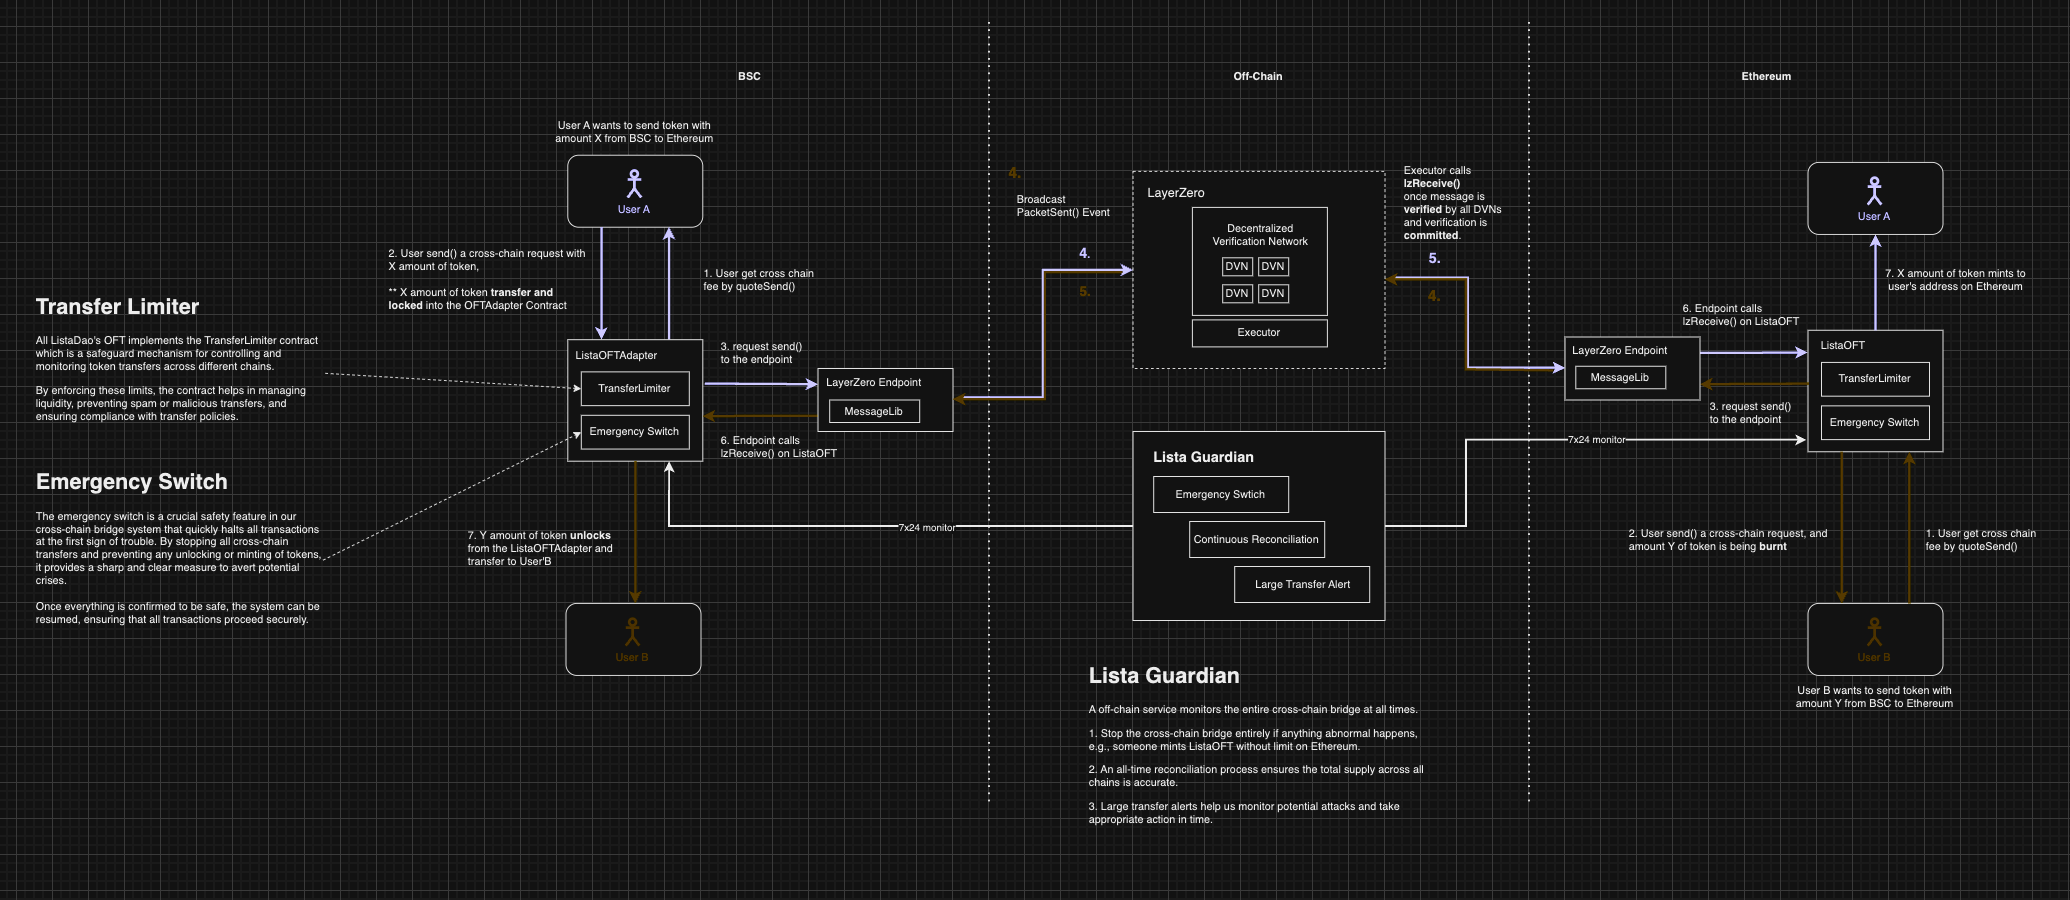 BSC
Off-Chain
Ethereum
User A wants to send token with
amount X from BSC to Ethereum
User A
2. User send() a cross-chain request with
X amount of token,
** X amount of token transfer and
locked into the OFTAdapter Contract
1. User get cross chain
fee by quoteSend()
Transfer Limiter
All ListaDao's OFT implements the TransferLimiter contract
which is a safeguard mechanism for controlling and
monitoring token transfers across different chains.
By enforcing these limits, the contract helps in managing
liquidity, preventing spam or malicious transfers, and
ensuring compliance with transfer policies.
Emergency Switch
The emergency switch is a crucial safety feature in our
cross-chain bridge system that quickly halts all transactions
at the first sign of trouble. By stopping all cross-chain
transfers and preventing any unlocking or minting of tokens,
it provides a sharp and clear measure to avert potential
crises.
Once everything is confirmed to be safe, the system can be
resumed, ensuring that all transactions proceed securely.
ListaOFTAdapter
TransferLimiter
Emergency Switch
3. request send()
to the endpoint
LayerZero Endpoint
MessageLib
6. Endpoint calls
lzReceive() on ListaOFT
7. Y amount of token unlocks
from the ListaOFTAdapter and
transfer to User'B
User B
4.
Broadcast
PacketSent() Event
4.
5.
LayerZero
Decentralized
Verification Network
DVN
DVN
DVN
DVN
Executor
Executor calls
lzReceive()
once message is
verified by all DVNs
and verification is
committed.
5.
4.
Lista Guardian
Emergency Swtich
Continuous Reconciliation
Large Transfer Alert
7x24 monitor
7x24 monitor
Lista Guardian
A off-chain service monitors the entire cross-chain bridge at all times.
1. Stop the cross-chain bridge entirely if anything abnormal happens,
e.g., someone mints ListaOFT without limit on Ethereum.
2. An all-time reconciliation process ensures the total supply across all
chains is accurate.
3. Large transfer alerts help us monitor potential attacks and take
appropriate action in time.
User A
7. X amount of token mints to
user's address on Ethereum
6. Endpoint calls
lzReceive() on ListaOFT
LayerZero Endpoint
MessageLib
ListaOFT
TransferLimiter
Emergency Switch
3. request send()
to the endpoint
2. User send() a cross-chain request, and
amount Y of token is being burnt
1. User get cross chain
fee by quoteSend()
User B
User B wants to send token with
amount Y from BSC to Ethereum